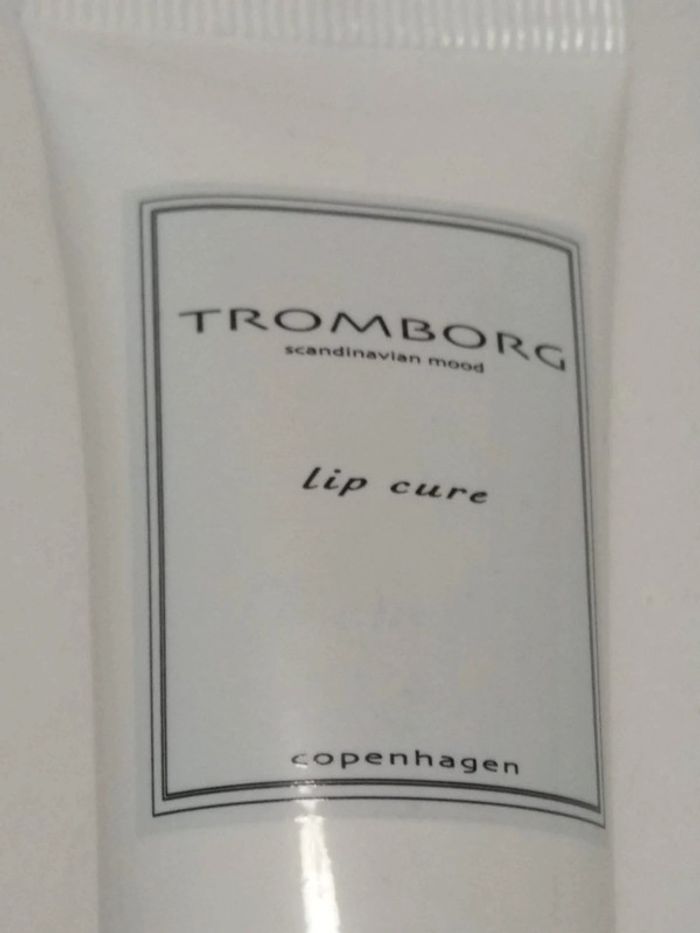 TROMBORG
scandinavian mood
lip cure
copenhagen